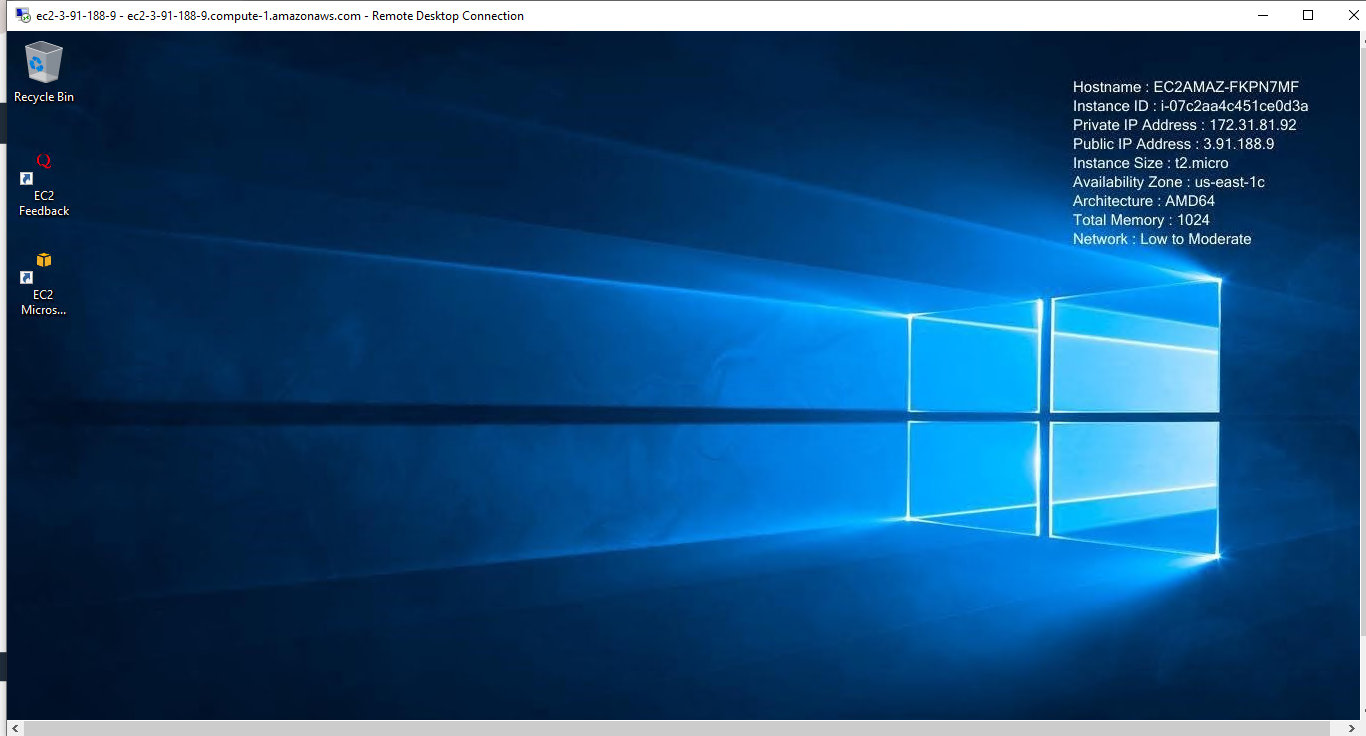 ec2-3-91-188-9 - ec2-3-91-188-9.compute-1.amazonaws.com - Remote Desktop Connection
Recycle Bin
EC2
Feedback
EC2
Micros...
Hostname : EC2AMAZ-FKPN7MF
Instance ID : i-07c2aa4c451ce0d3a
Private IP Address : 172.31.81.92
Public IP Address : 3.91.188.9
Instance Size : t2.micro
Availability Zone : us-east-1c
Architecture : AMD64
Total Memory : 1024
Network : Low to Moderate